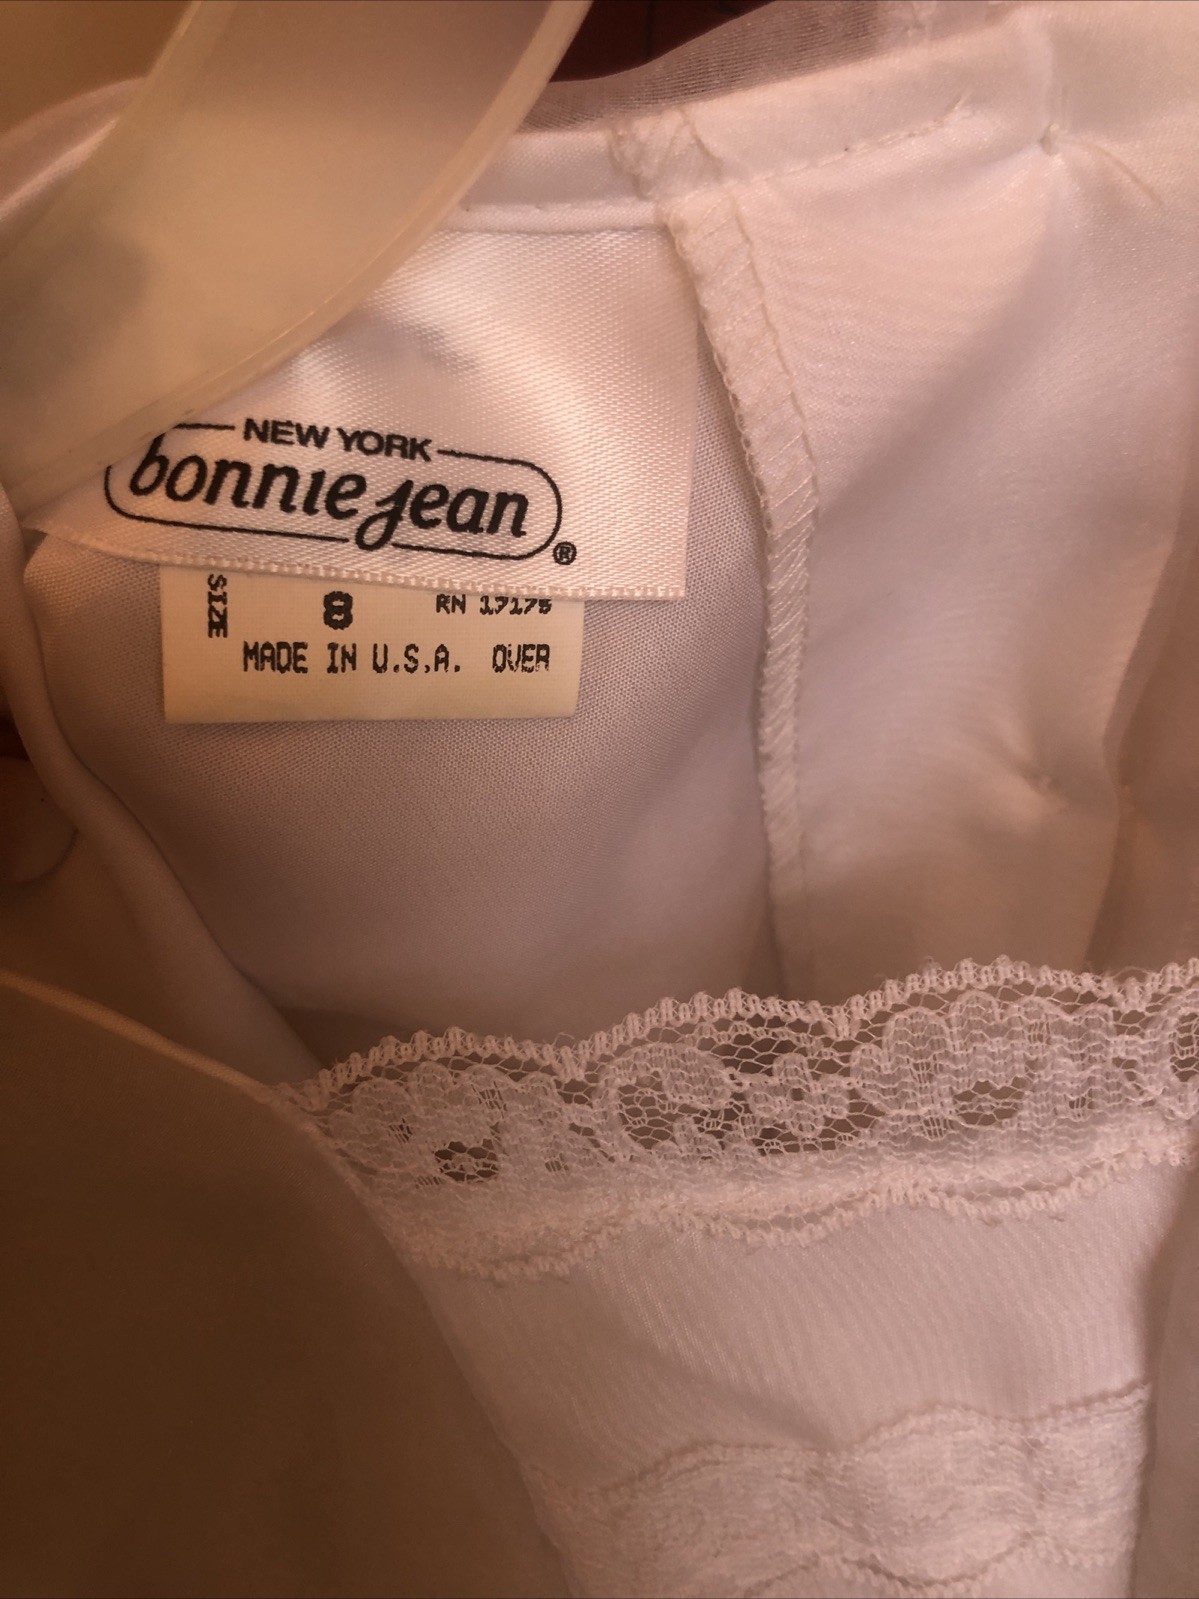 NEW YORK
bonnie jean
®
SIZE 8 RN 17175
MADE IN U.S.A. OVER